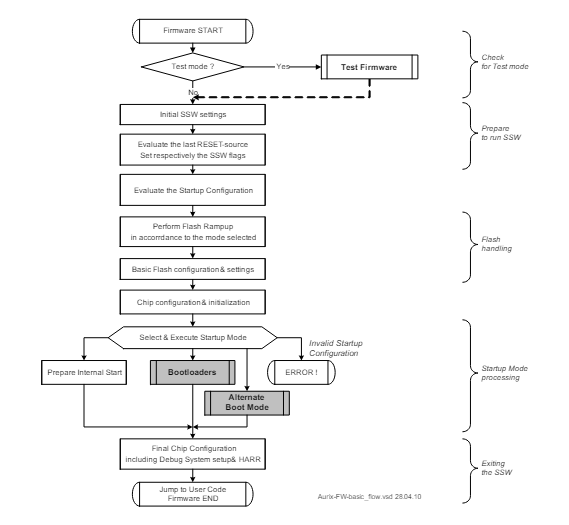 Firmware START
Test mode ?
Yes
Test Firmware
No
Check
for Test mode
Initial SSW settings
Evaluate the last RESET-source
Set respectively the SSW flags
Prepare
to run SSW
Evaluate the Startup Configuration
Perform Flash Rampup
in accorrdance to the mode selected
Basic Flash configuration & settings
Flash
handling
Chip configuration & initialization
Select & Execute Startup Mode
Invalid Startup
Configuration
Prepare Internal Start
Bootloaders
ERROR !
Alternate
Boot Mode
Startup Mode
processing
Final Chip Configuration
including Debug System setup & HARR
Exiting
the SSW
Jump to User Code
Firmware END
Aurix-FW-basic_flow.vsd 28.04.10